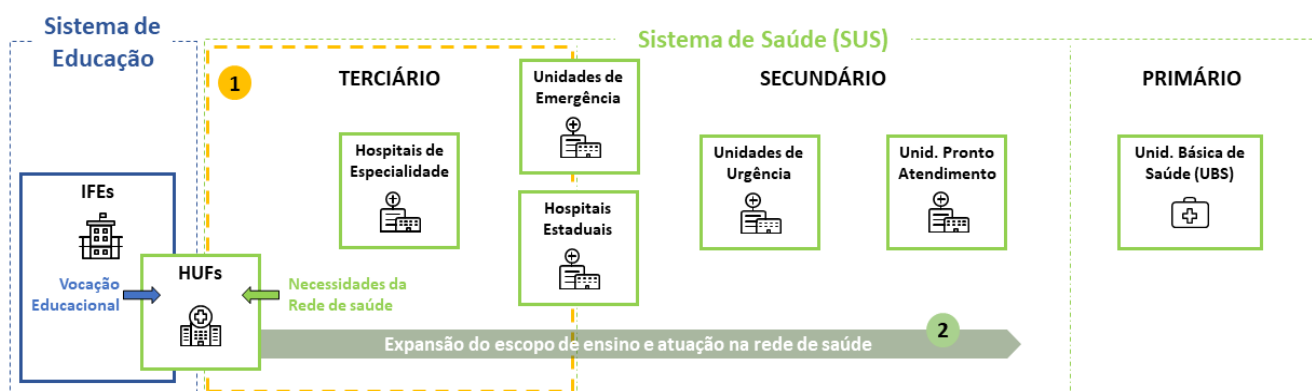 Sistema de
Educação
Sistema de Saúde (SUS)
1
TERCIÁRIO
Unidades de
Emergência
SECUNDÁRIO
PRIMÁRIO
Hospitais de
Especialidade
Unidades de
Urgência
Unid. Pronto
Atendimento
Unid. Básica de
Saúde (UBS)
IFEs
Hospitais
Estaduais
HUFs
Vocação
Educacional
Necessidades da
Rede de saúde
2
Expansão do escopo de ensino e atuação na rede de saúde